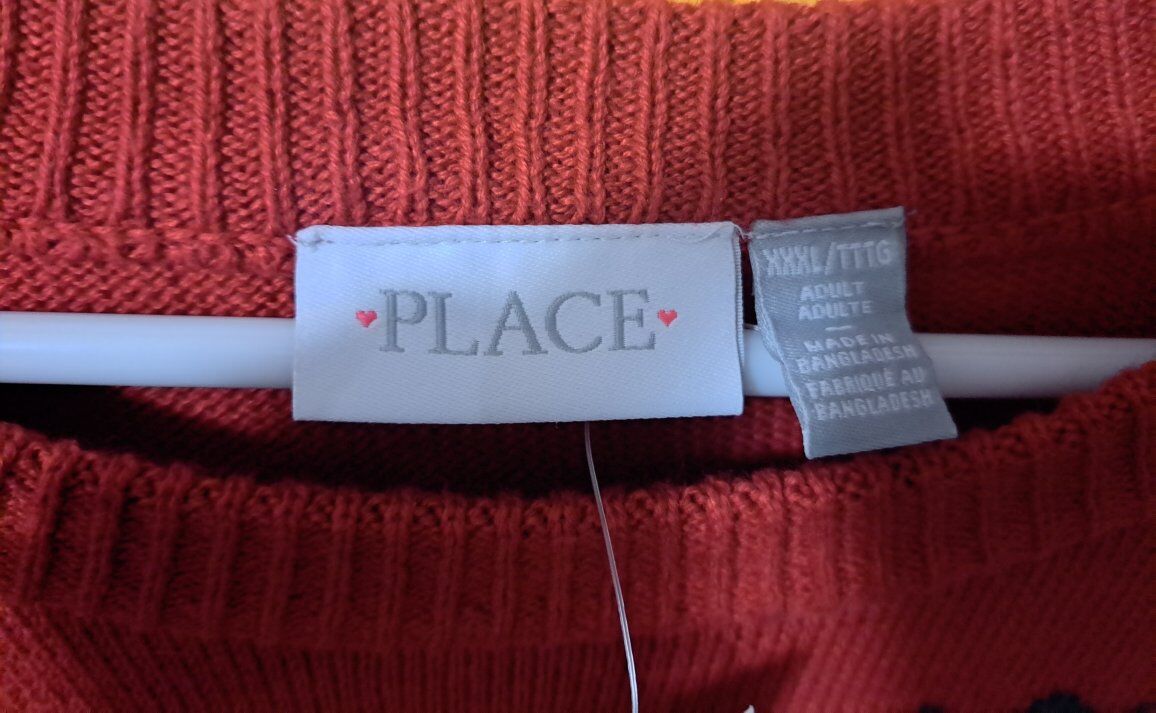 PLACE
XXXL/TTTG
ADULT
ADULTE
MADE IN
BANGLADESH
FABRIQUÉ AU
BANGLADESH